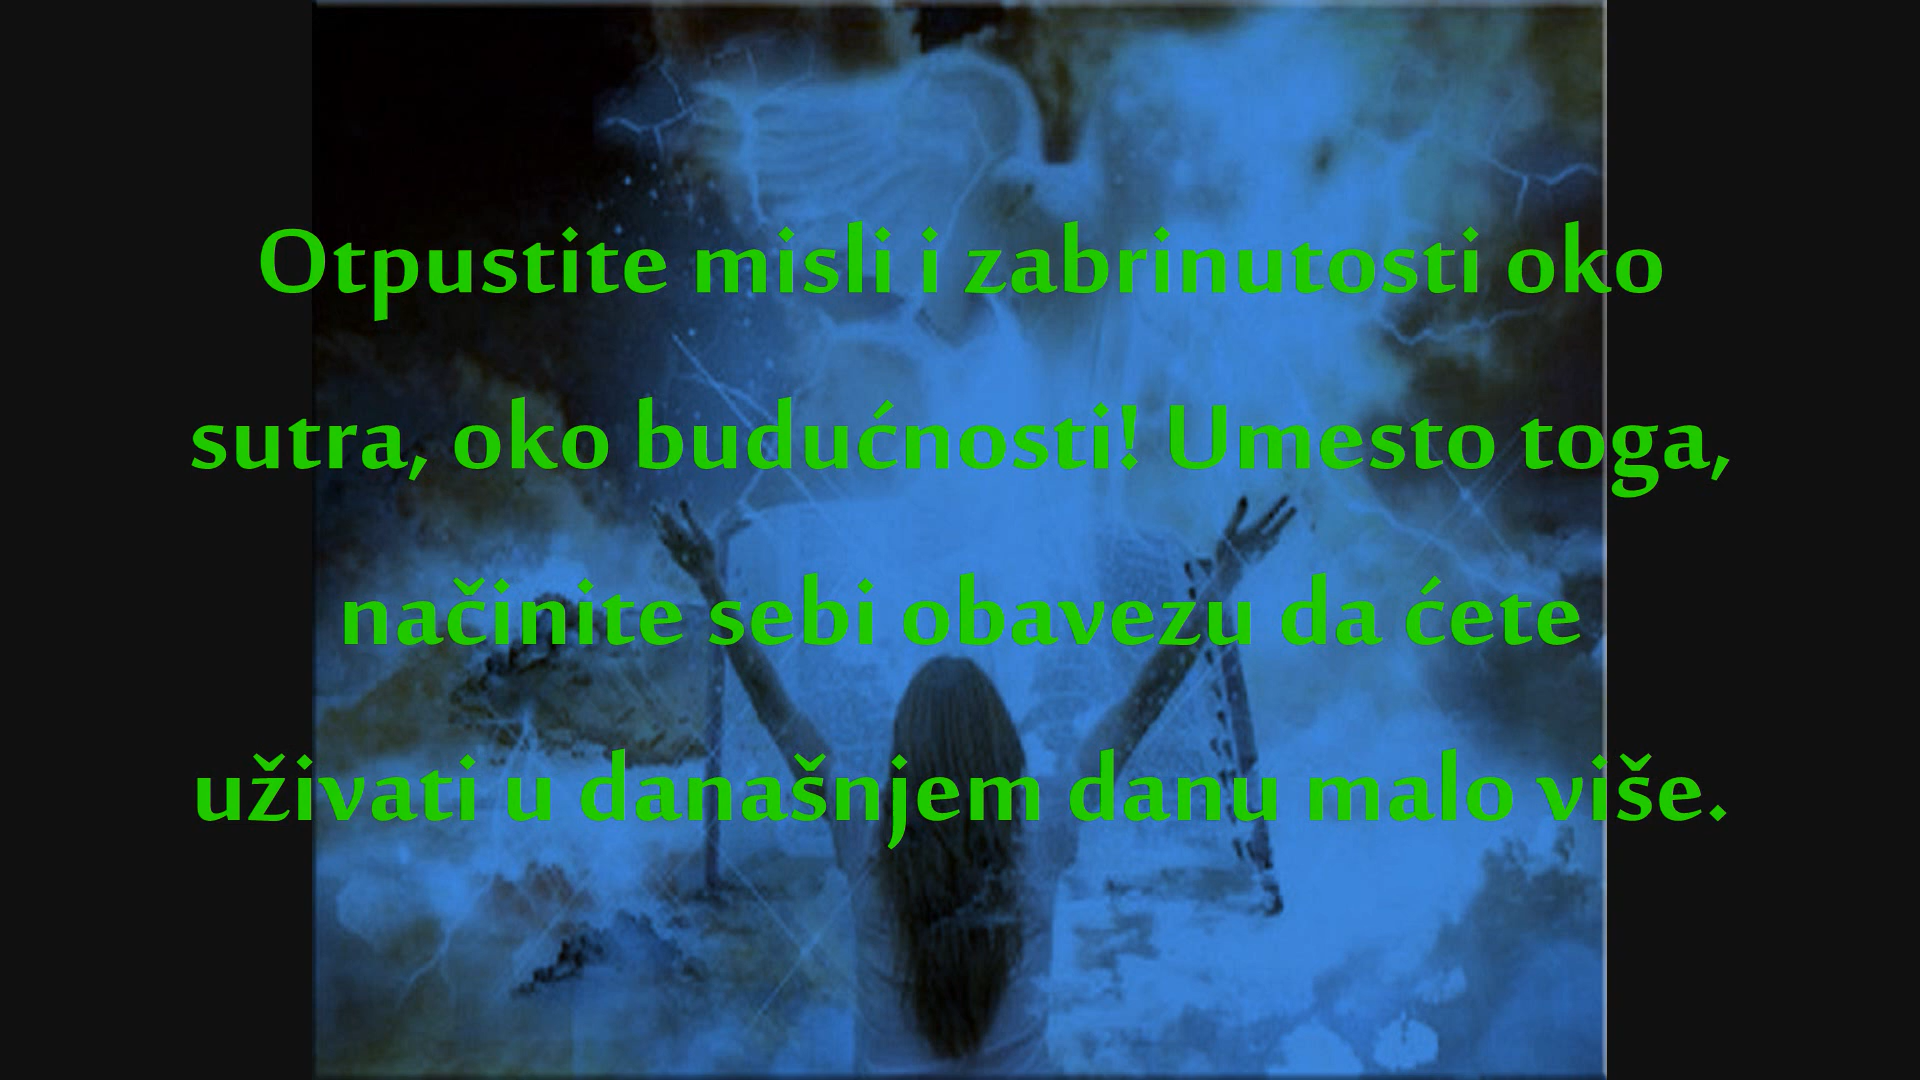 Otpustite misli i zabrinutosti oko
sutra, oko budućnosti! Umesto toga,
načinite sebi obavezu da ćete
uživati u današnjem danu malo više.